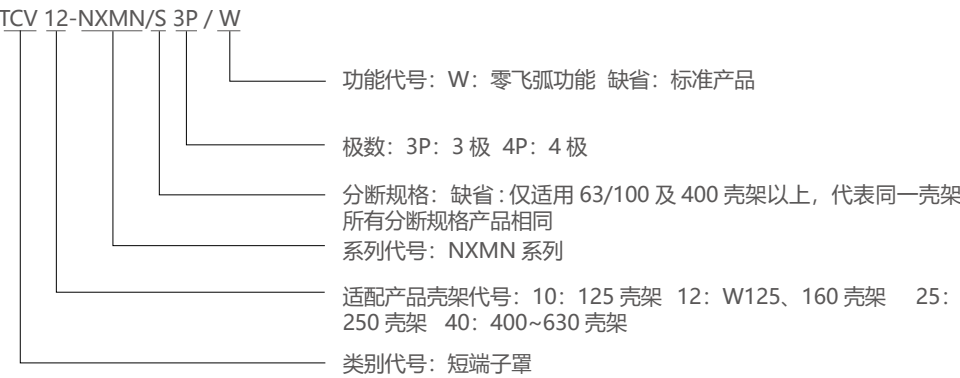 TCV 12-NXMN/S 3P / W
功能代号：W：零飞弧功能 缺省：标准产品
极数：3P：3 极 4P：4 极
分断规格：缺省：仅适用 63/100 及 400 壳架以上，代表同一壳架
所有分断规格产品相同
系列代号：NXMN 系列
适配产品壳架代号：10：125 壳架 12：W125、160 壳架 25：
250 壳架 40：400~630 壳架
类别代号：短端子罩